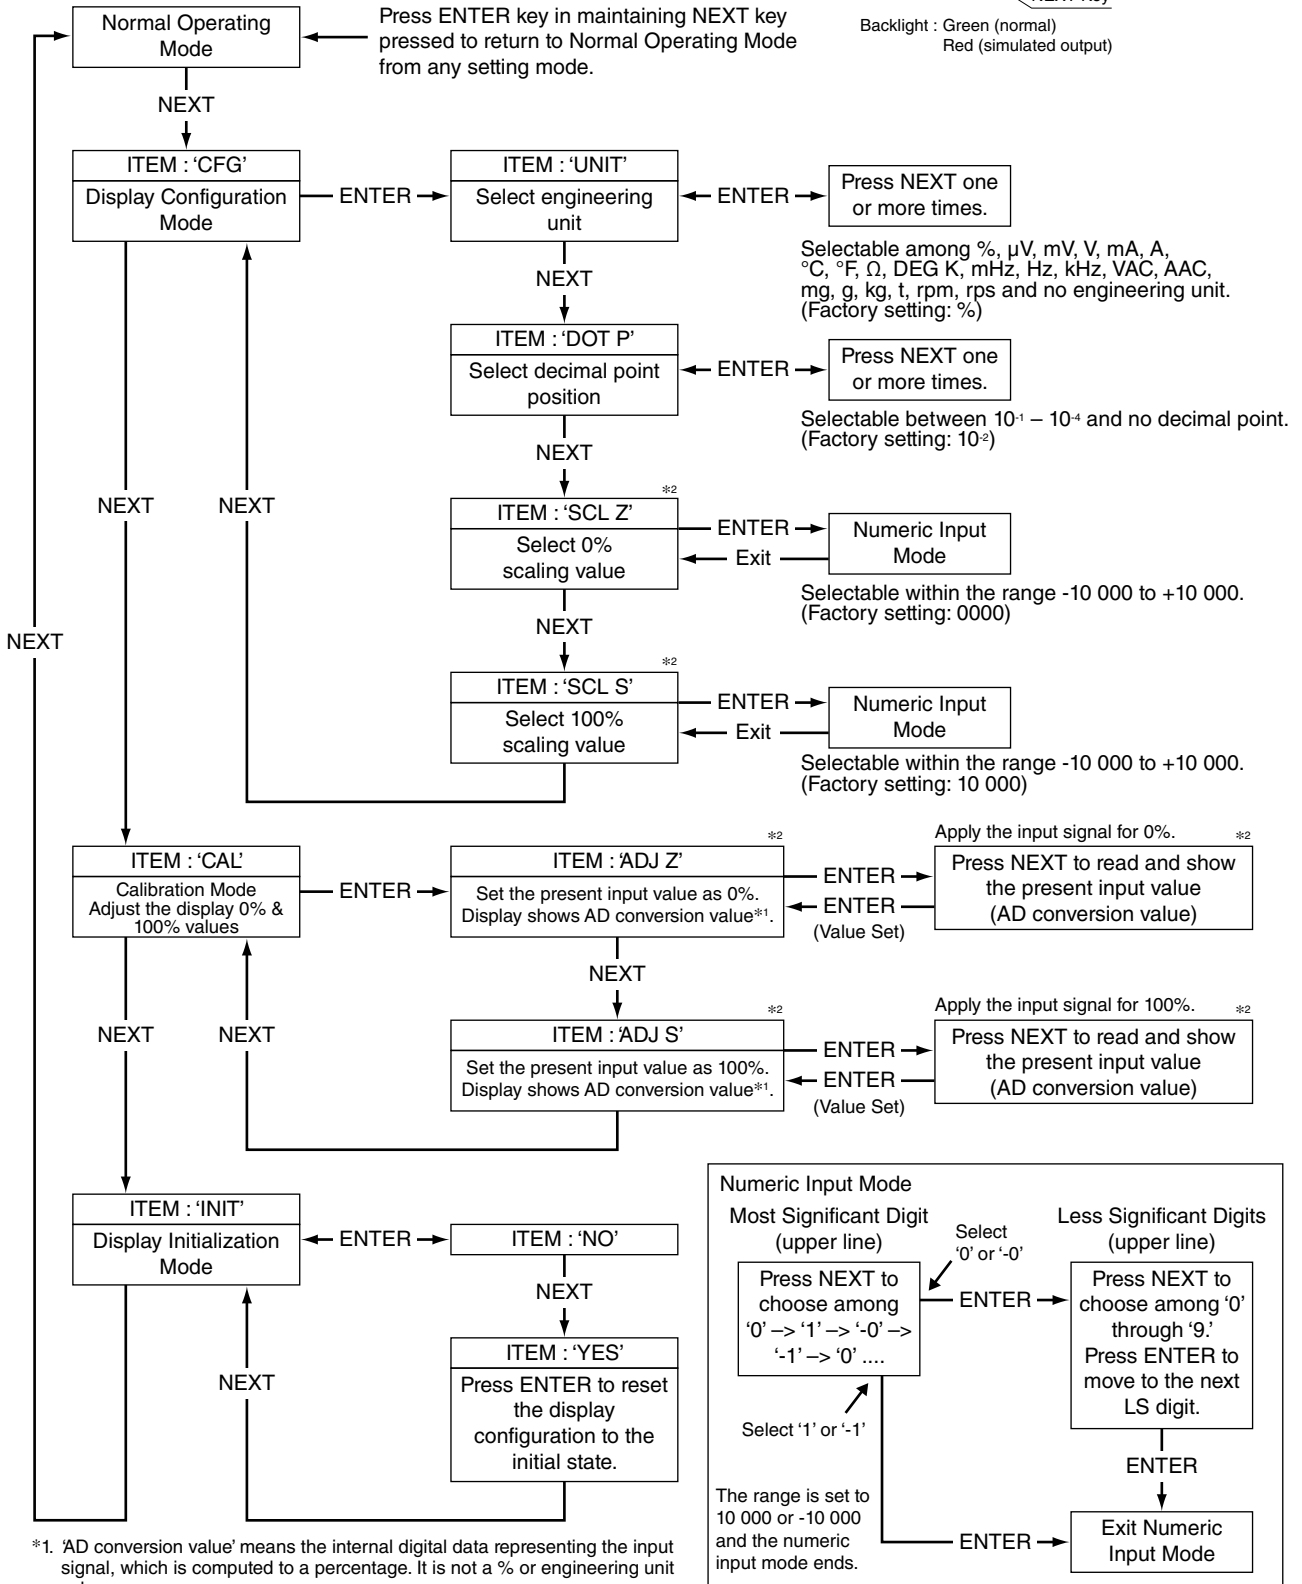 NEXT Key
Backlight : Green (normal)
Red (simulated output)
Normal Operating
Mode
Press ENTER key in maintaining NEXT key
pressed to return to Normal Operating Mode
from any setting mode.
NEXT
ITEM : ‘CFG’
Display Configuration
Mode
ENTER
ITEM : ‘UNIT’
Select engineering
unit
ENTER
Press NEXT one
or more times.
Selectable among %, µV, mV, V, mA, A,
°C, °F, Ω, DEG K, mHz, Hz, kHz, VAC, AAC,
mg, g, kg, t, rpm, rps and no engineering unit.
(Factory setting: %)
NEXT
ITEM : ‘DOT P’
Select decimal point
position
ENTER
Press NEXT one
or more times.
Selectable between 10-1 – 10-4 and no decimal point.
(Factory setting: 10-2)
NEXT
NEXT
NEXT
*2
ITEM : ‘SCL Z’
Select 0%
scaling value
ENTER
Exit
Numeric Input
Mode
Selectable within the range -10 000 to +10 000.
(Factory setting: 0000)
NEXT
NEXT
*2
ITEM : ‘SCL S’
Select 100%
scaling value
ENTER
Exit
Numeric Input
Mode
Selectable within the range -10 000 to +10 000.
(Factory setting: 10 000)
ITEM : ‘CAL’
Calibration Mode
Adjust the display 0% &
100% values
ENTER
*2
ITEM : ‘ADJ Z’
Set the present input value as 0%.
Display shows AD conversion value*1.
ENTER
ENTER
(Value Set)
Apply the input signal for 0%.
*2
Press NEXT to read and show
the present input value
(AD conversion value)
NEXT
NEXT
NEXT
*2
ITEM : ‘ADJ S’
Set the present input value as 100%.
Display shows AD conversion value*1.
ENTER
ENTER
(Value Set)
Apply the input signal for 100%.
*2
Press NEXT to read and show
the present input value
(AD conversion value)
ITEM : ‘INIT’
Display Initialization
Mode
ENTER
ITEM : ‘NO’
NEXT
NEXT
ITEM : ‘YES’
Press ENTER to reset
the display
configuration to the
initial state.
Numeric Input Mode
Most Significant Digit
(upper line)
Select
‘0’ or ‘-0’
Less Significant Digits
(upper line)
Press NEXT to
choose among
‘0’ –> ‘1’ –> ‘-0’ –>
‘-1’ –> ‘0’ ....
ENTER
Press NEXT to
choose among ‘0’
through ‘9.’
Press ENTER to
move to the next
LS digit.
Select ‘1’ or ‘-1’
ENTER
The range is set to
10 000 or -10 000
and the numeric
input mode ends.
ENTER
Exit Numeric
Input Mode
*1. ‘AD conversion value’ means the internal digital data representing the input
signal, which is computed to a percentage. It is not a % or engineering unit